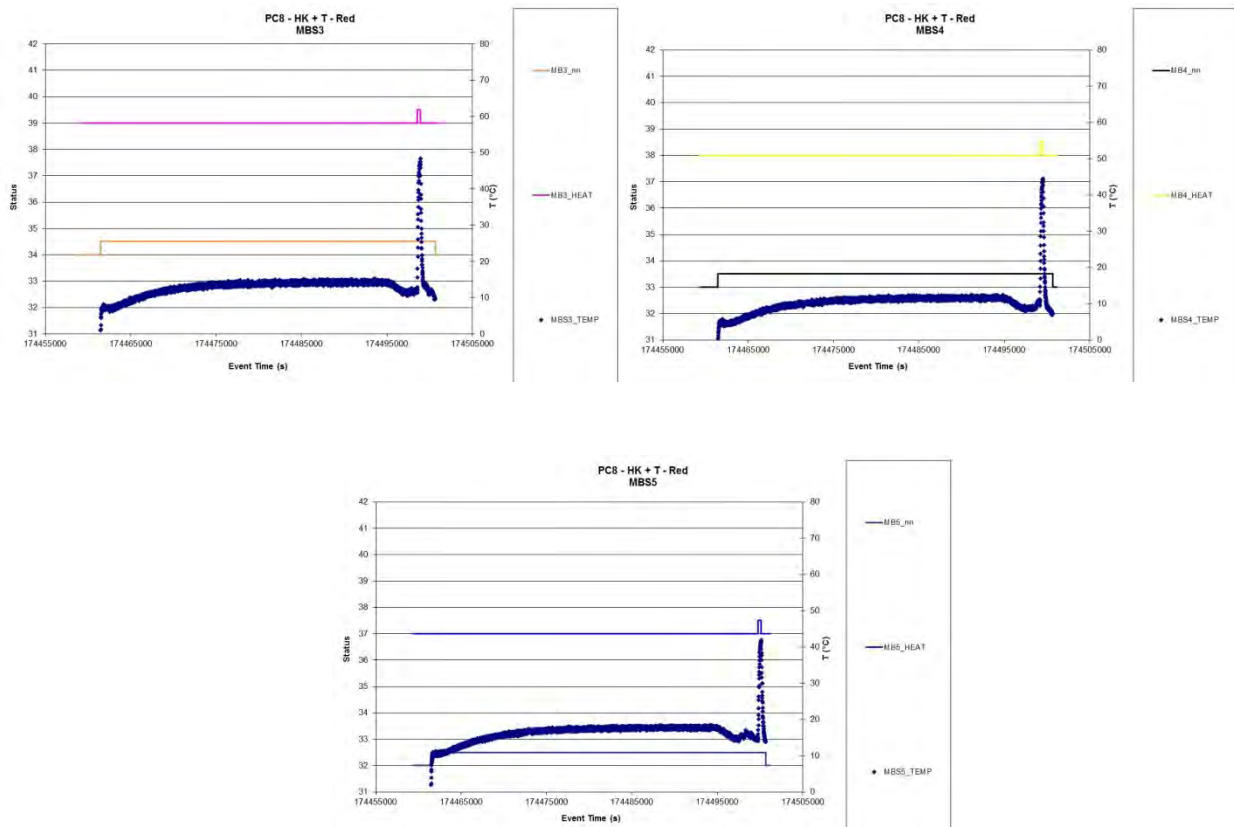 PC8 - HK + T - Red
MBS3
42
41
40
39
38
37
36
35
34
33
32
31
Status
80
70
60
50
40
30
20
10
0
T (°C)
174455000 174465000 174475000 174485000 174495000 174505000
Event Time (s)
MB3_nn
MB3_HEAT
MBS3_TEMP
PC8 - HK + T - Red
MBS4
42
41
40
39
38
37
36
35
34
33
32
31
Status
80
70
60
50
40
30
20
10
0
T (°C)
174455000 174465000 174475000 174485000 174495000 174505000
Event Time (s)
MB4_nn
MB4_HEAT
MBS4_TEMP
PC8 - HK + T - Red
MBS5
42
41
40
39
38
37
36
35
34
33
32
31
Status
80
70
60
50
40
30
20
10
0
T (°C)
174455000 174465000 174475000 174485000 174495000 174505000
Event Time (s)
MB5_nn
MB5_HEAT
MBS5_TEMP